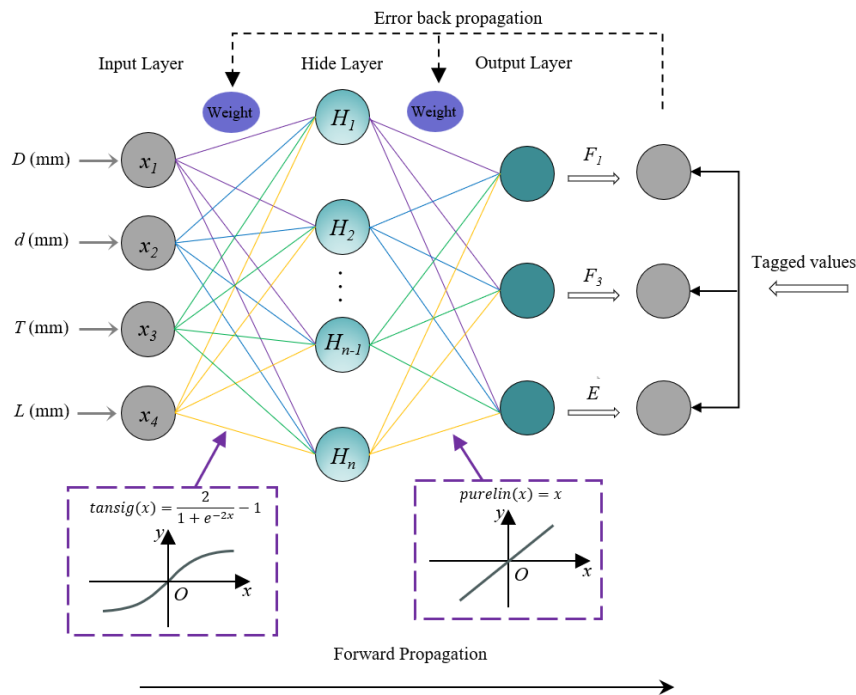 Error back propagation
Input Layer
Hide Layer
Output Layer
Weight
Weight
D (mm)
d (mm)
T (mm)
L (mm)
x₁
x₂
x₃
x₄
H₁
H₂
Hₙ₋₁
Hₙ
F₁
F₃
E
Tagged values
tansig(x) = 2 / (1 + e⁻²ˣ) − 1
y
O
x
purelin(x) = x
y
O
x
Forward Propagation